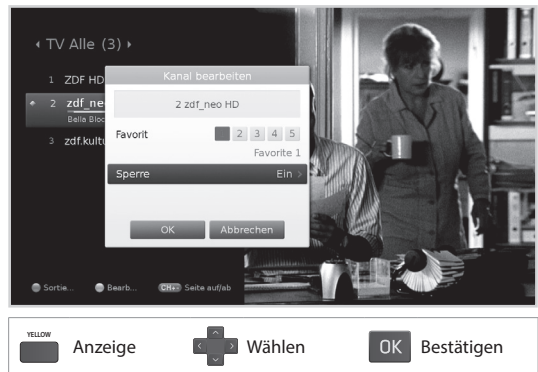 TV Alle (3)
1 ZDF HD
2 zdf_ne
Bella Bloc
3 zdf.kultu
Kanal bearbeiten
2 zdf_neo HD
Favorit 2 3 4 5
Favorite 1
Sperre Ein
OK Abbrechen
Sortie... Bearb... CH+- Seite auf/ab
YELLOW
Anzeige Wählen OK Bestätigen